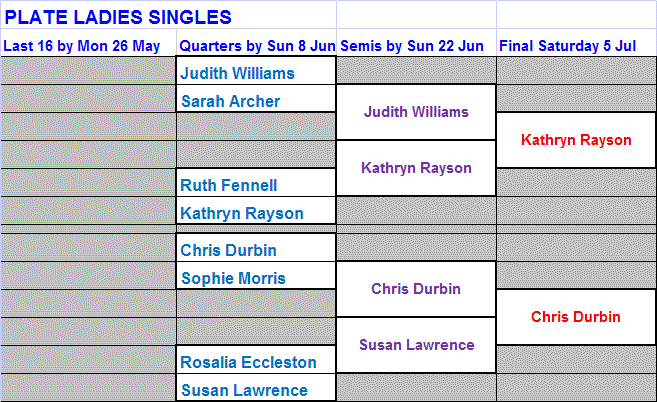 PLATE LADIES SINGLES
Last 16 by Mon 26 May Quarters by Sun 8 Jun Semis by Sun 22 Jun Final Saturday 5 Jul
Judith Williams
Sarah Archer
Judith Williams
Kathryn Rayson
Kathryn Rayson
Ruth Fennell
Kathryn Rayson
Chris Durbin
Sophie Morris
Chris Durbin
Chris Durbin
Susan Lawrence
Rosalia Eccleston
Susan Lawrence